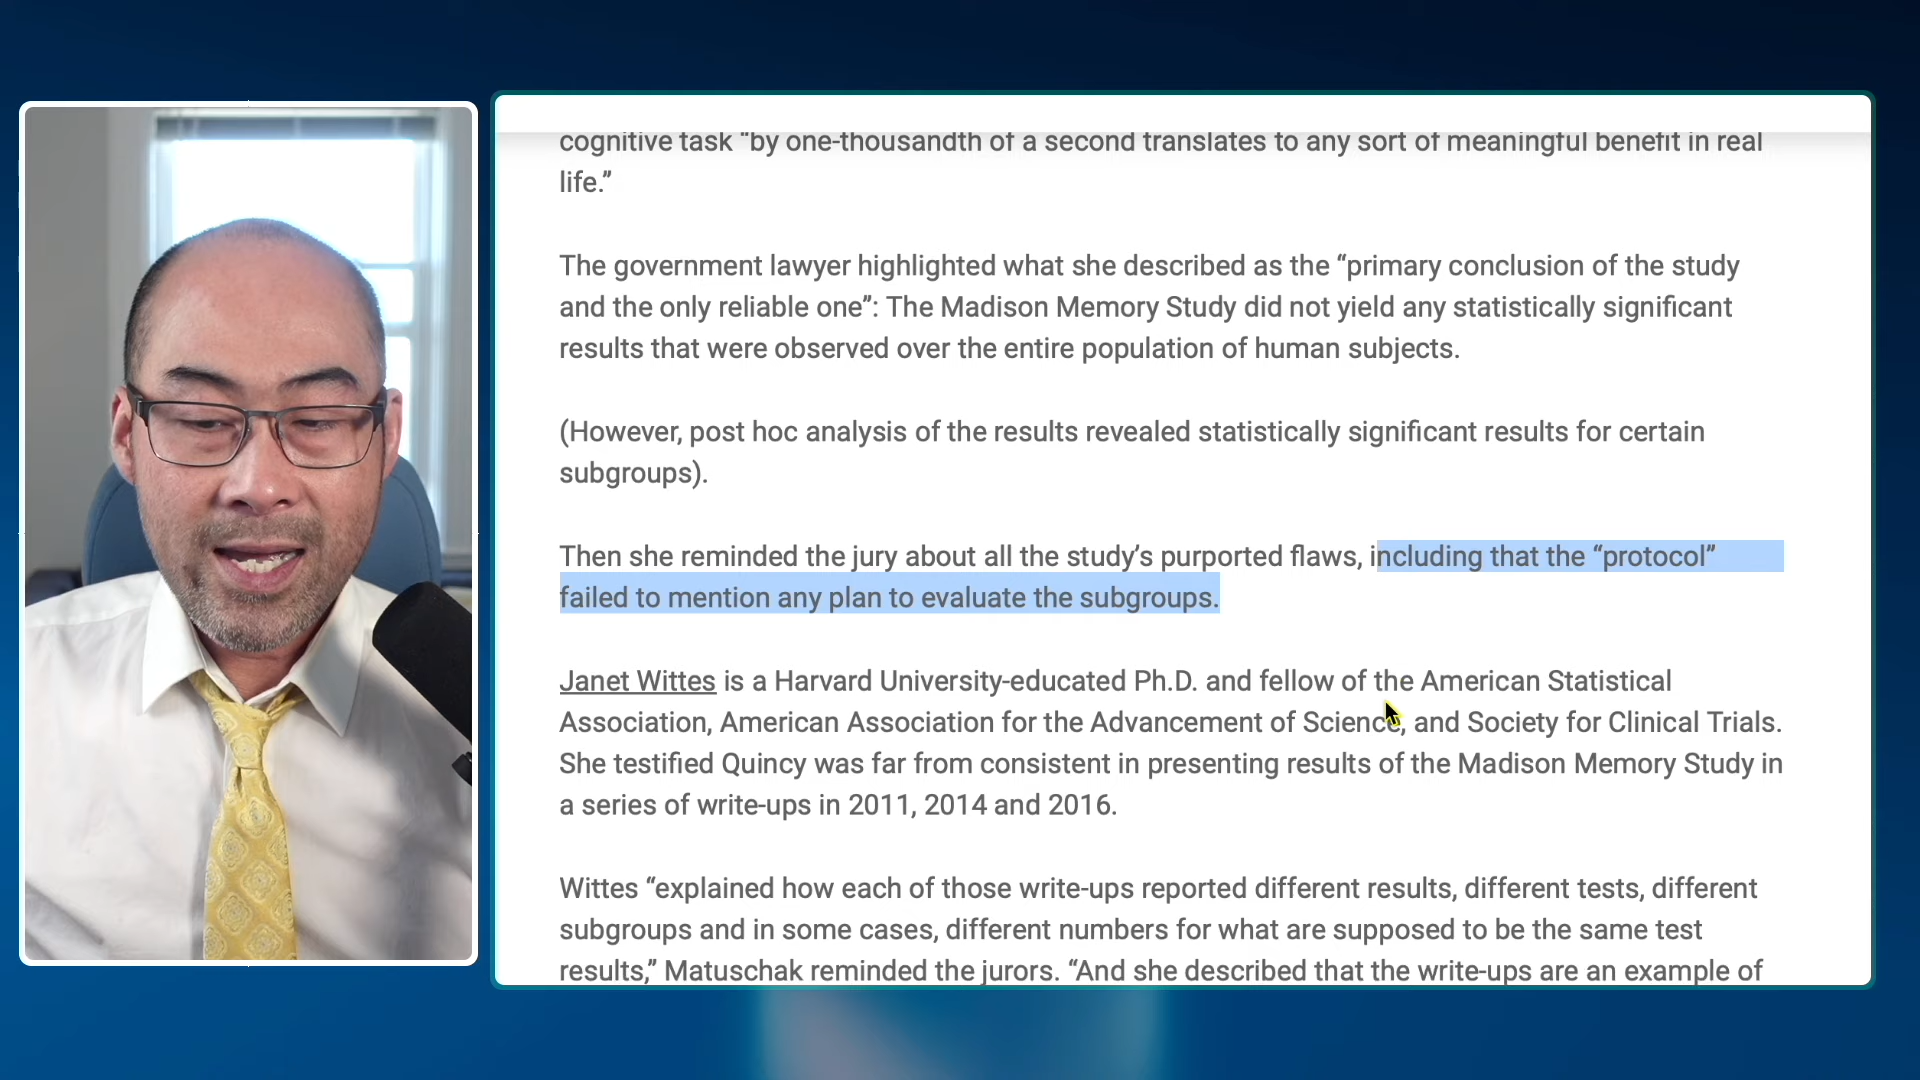 cognitive task “by one-thousandth of a second translates to any sort of meaningful benefit in real
life.”
The government lawyer highlighted what she described as the “primary conclusion of the study
and the only reliable one”: The Madison Memory Study did not yield any statistically significant
results that were observed over the entire population of human subjects.
(However, post hoc analysis of the results revealed statistically significant results for certain
subgroups).
Then she reminded the jury about all the study’s purported flaws, including that the “protocol”
failed to mention any plan to evaluate the subgroups.
Janet Wittes is a Harvard University-educated Ph.D. and fellow of the American Statistical
Association, American Association for the Advancement of Science, and Society for Clinical Trials.
She testified Quincy was far from consistent in presenting results of the Madison Memory Study in
a series of write-ups in 2011, 2014 and 2016.
Wittes “explained how each of those write-ups reported different results, different tests, different
subgroups and in some cases, different numbers for what are supposed to be the same test
results,” Matuschak reminded the jurors. “And she described that the write-ups are an example of